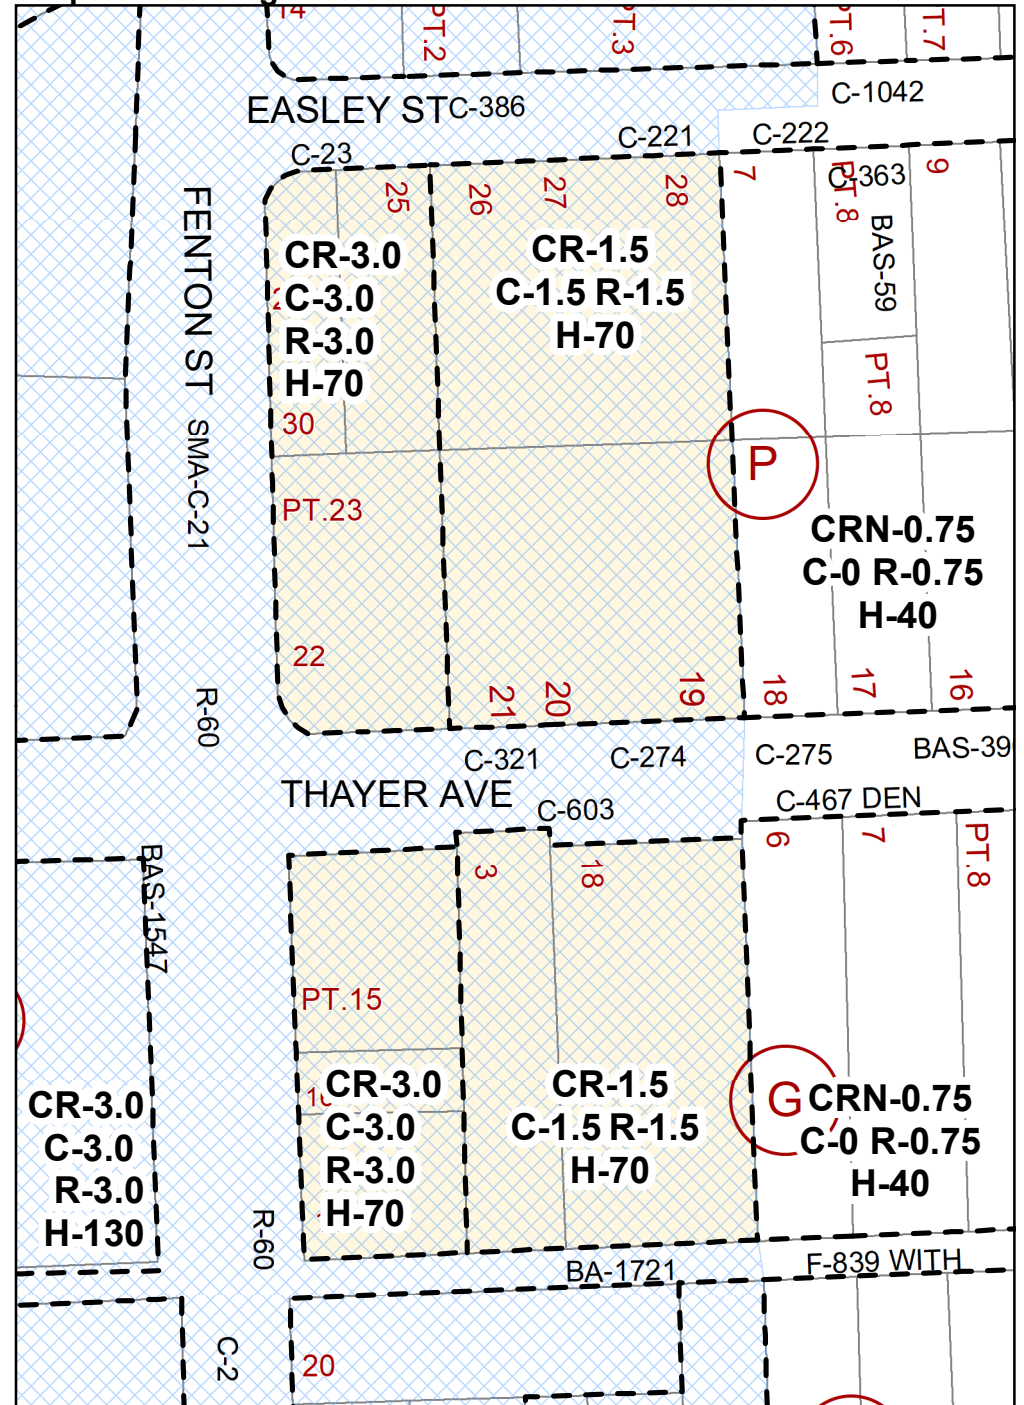 14
PT.2
PT.3
PT.6
PT.7
C-1042
EASLEY ST
C-386
C-221
C-222
C-23
25
26
27
28
7
PT.8
C-363
9
FENTON ST
BAS-59
CR-3.0
C-3.0
R-3.0
H-70
CR-1.5
C-1.5 R-1.5
H-70
30
PT.8
SMA-C-21
P
PT.23
CRN-0.75
C-0 R-0.75
H-40
22
R-60
21
20
19
18
17
16
C-321
C-274
C-275
BAS-39
THAYER AVE
C-603
C-467 DEN
BAS-1547
3
18
6
7
PT.8
PT.15
CR-3.0
C-3.0
R-3.0
H-130
CR-3.0
C-3.0
R-3.0
H-70
CR-1.5
C-1.5 R-1.5
H-70
G
CRN-0.75
C-0 R-0.75
H-40
R-60
BA-1721
F-839 WITH
C-2
20